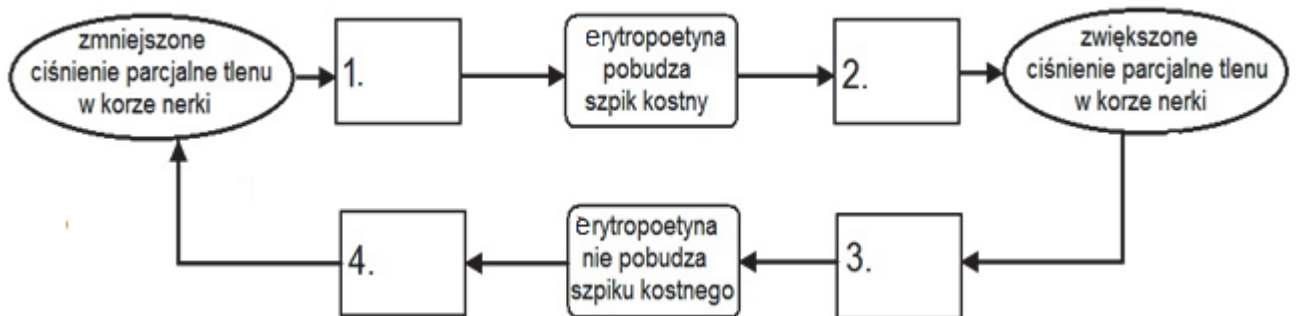 zmniejszone
ciśnienie parcjalne tlenu
w korze nerki
1.
erytropoetyna
pobudza
szpik kostny
2.
zwiększone
ciśnienie parcjalne tlenu
w korze nerki
4.
erytropoetyna
nie pobudza
szpiku kostnego
3.